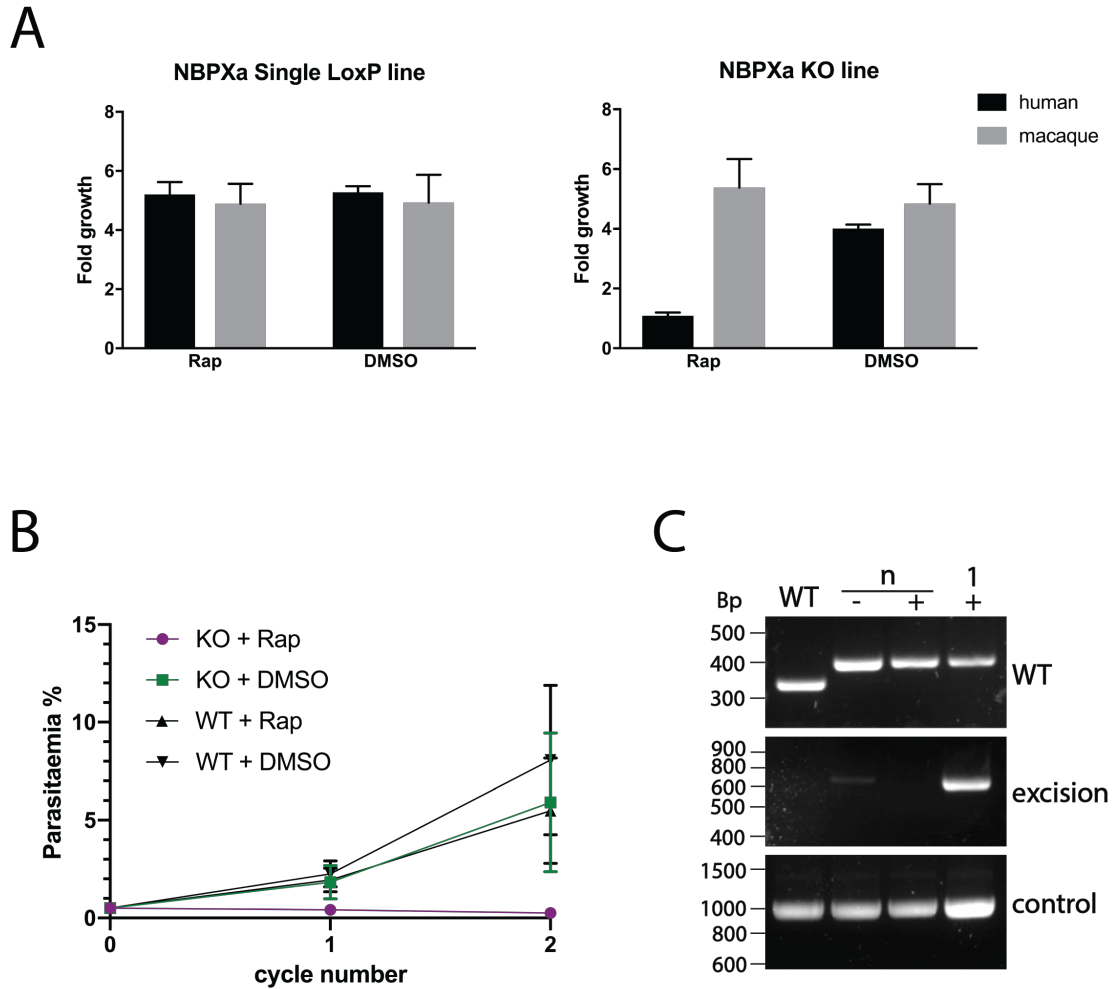 A
NBPXa Single LoxP line
Fold growth
8
6
4
2
0
Rap
DMSO
NBPXa KO line
Fold growth
8
6
4
2
0
Rap
DMSO
human
macaque
B
Parasitaemia %
15
10
5
0
0
1
2
cycle number
KO + Rap
KO + DMSO
WT + Rap
WT + DMSO
C
Bp
WT
n
1
- + +
500
400
300
WT
900
800
600
500
400
excision
1500
1000
800
600
control